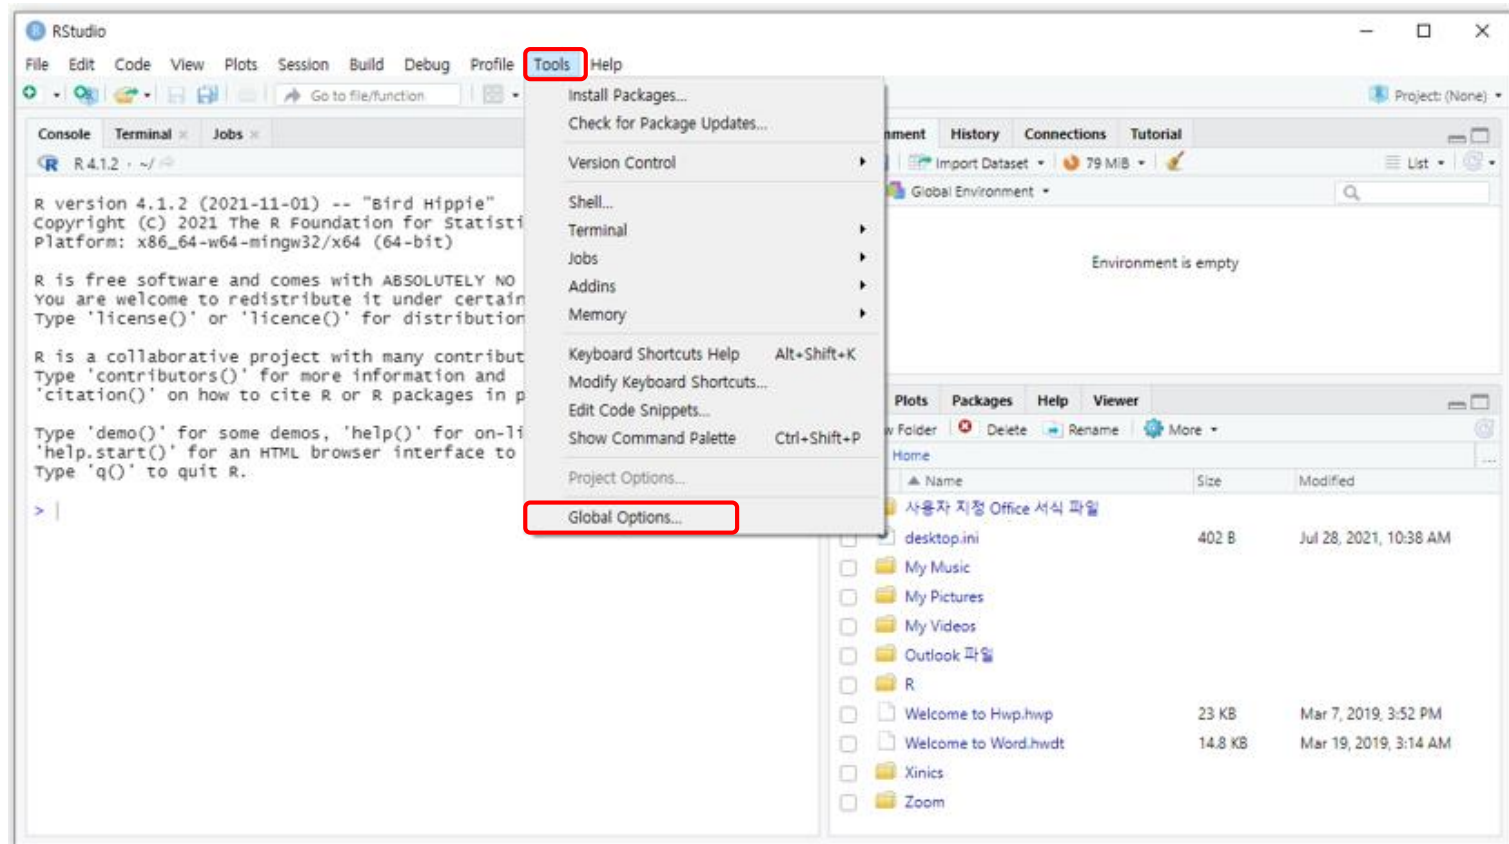 RStudio
File Edit Code View Plots Session Build Debug Profile Tools Help
Go to file/function
Project: (None)
Console Terminal Jobs
R 4.1.2 · ~/
R version 4.1.2 (2021-11-01) -- "Bird Hippie"
Copyright (C) 2021 The R Foundation for Statisti
Platform: x86_64-w64-mingw32/x64 (64-bit)
R is free software and comes with ABSOLUTELY NO
You are welcome to redistribute it under certain
Type 'license()' or 'licence()' for distribution
R is a collaborative project with many contribut
Type 'contributors()' for more information and
'citation()' on how to cite R or R packages in p
Type 'demo()' for some demos, 'help()' for on-li
'help.start()' for an HTML browser interface to
Type 'q()' to quit R.
>
Install Packages...
Check for Package Updates...
Version Control
Shell...
Terminal
Jobs
Addins
Memory
Keyboard Shortcuts Help Alt+Shift+K
Modify Keyboard Shortcuts...
Edit Code Snippets...
Show Command Palette Ctrl+Shift+P
Project Options...
Global Options...
nment History Connections Tutorial
Import Dataset 79 MiB List
Global Environment
Environment is empty
Plots Packages Help Viewer
w Folder Delete Rename More
Home ...
Name Size Modified
사용자 지정 Office 서식 파일
desktop.ini 402 B Jul 28, 2021, 10:38 AM
My Music
My Pictures
My Videos
Outlook 파일
R
Welcome to Hwp.hwp 23 KB Mar 7, 2019, 3:52 PM
Welcome to Word.hwdt 14.8 KB Mar 19, 2019, 3:14 AM
Xinics
Zoom